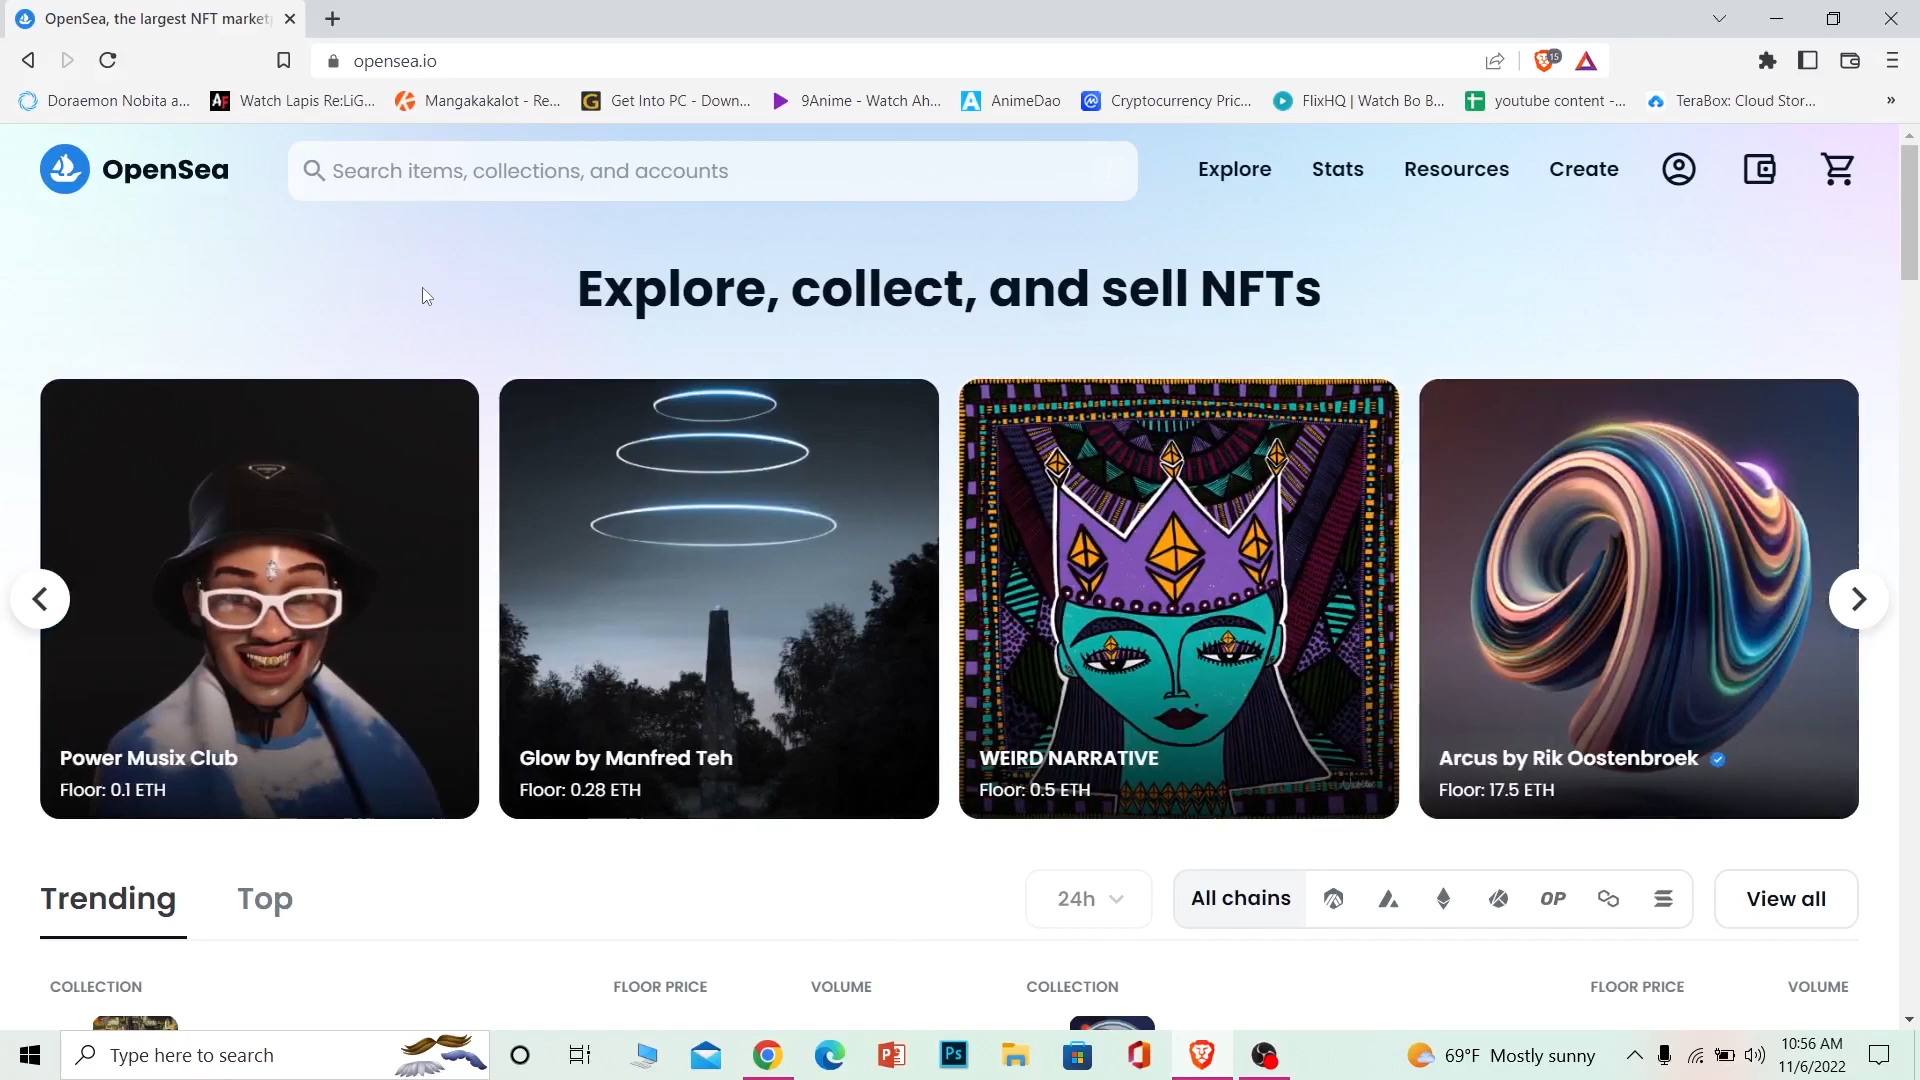 OpenSea, the largest NFT market
opensea.io
15
Doraemon Nobita a...
Watch Lapis Re:LiG...
Mangakakalot - Re...
Get Into PC - Down...
9Anime - Watch Ah...
AnimeDao
Cryptocurrency Pric...
FlixHQ | Watch Bo B...
youtube content -...
TeraBox: Cloud Stor...
»
OpenSea
Search items, collections, and accounts
Explore
Stats
Resources
Create
Explore, collect, and sell NFTs
Power Musix Club
Floor: 0.1 ETH
Glow by Manfred Teh
Floor: 0.28 ETH
WEIRD NARRATIVE
Floor: 0.5 ETH
Arcus by Rik Oostenbroek
Floor: 17.5 ETH
Trending
Top
24h
All chains
OP
View all
COLLECTION
FLOOR PRICE
VOLUME
COLLECTION
FLOOR PRICE
VOLUME
Type here to search
Ps
69°F Mostly sunny
10:56 AM
11/6/2022